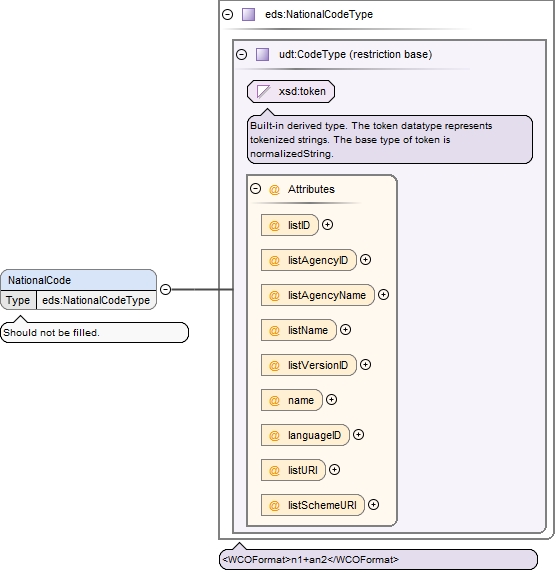 eds:NationalCodeType
udt:CodeType (restriction base)
xsd:token
Built-in derived type. The token datatype represents
tokenized strings. The base type of token is
normalizedString.
@ Attributes
@ listID
@ listAgencyID
@ listAgencyName
@ listName
@ listVersionID
@ name
@ languageID
@ listURI
@ listSchemeURI
NationalCode
Type eds:NationalCodeType
Should not be filled.
<WCOFormat>n1+an2</WCOFormat>